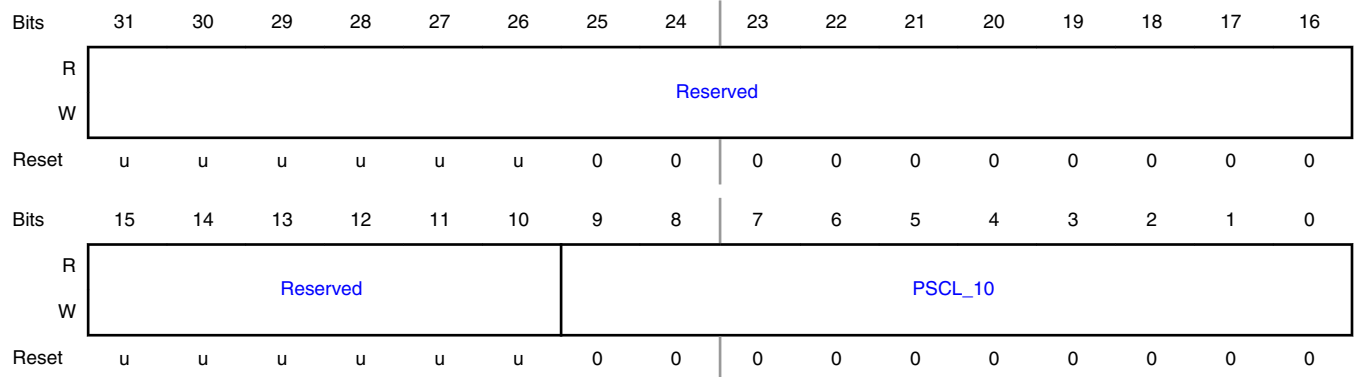 Bits 31 30 29 28 27 26 25 24 23 22 21 20 19 18 17 16
R
Reserved
W
Reset u u u u u u 0 0 0 0 0 0 0 0 0 0
Bits 15 14 13 12 11 10 9 8 7 6 5 4 3 2 1 0
R
Reserved PSCL_10
W
Reset u u u u u u 0 0 0 0 0 0 0 0 0 0